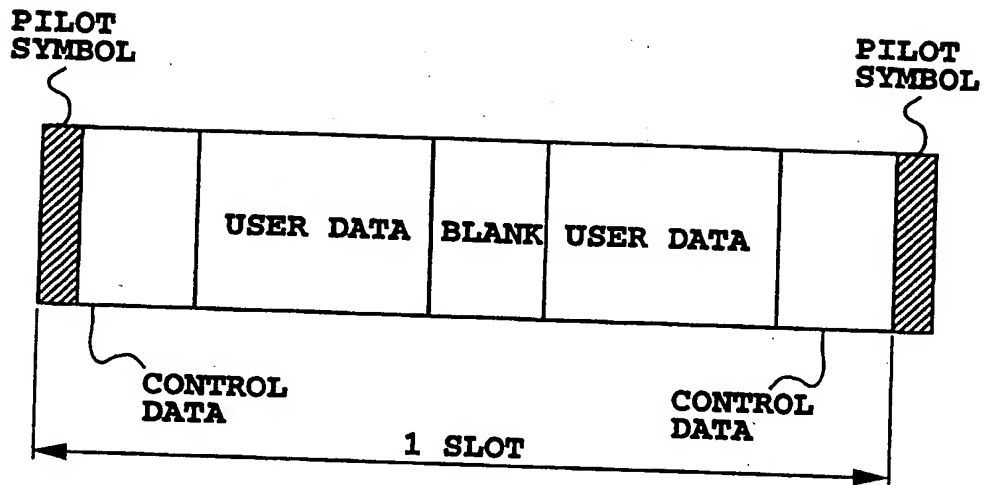 PILOT
SYMBOL
PILOT
SYMBOL
USER DATA
BLANK
USER DATA
CONTROL
DATA
CONTROL
DATA
1 SLOT